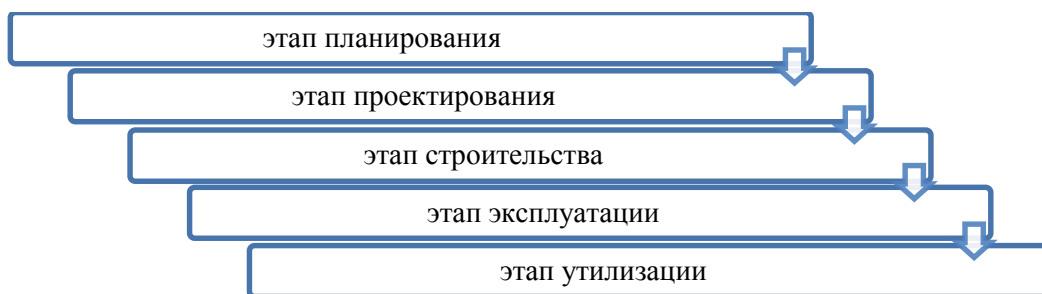 этап планирования
этап проектирования
этап строительства
этап эксплуатации
этап утилизации